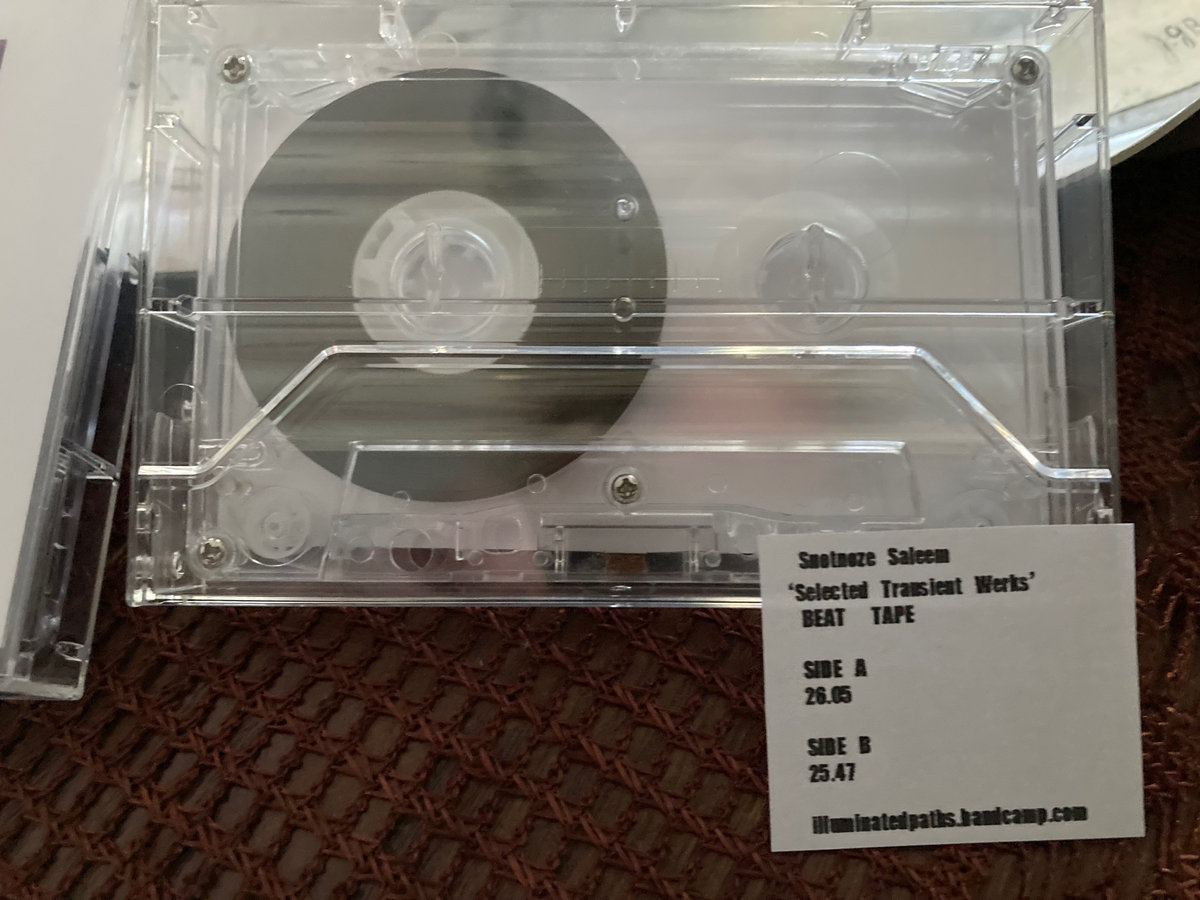 Snotnoze Saleem
‘Selected Transient Werks’
BEAT TAPE
SIDE A
26.05
SIDE B
25.47
illuminatedpaths.bandcamp.com